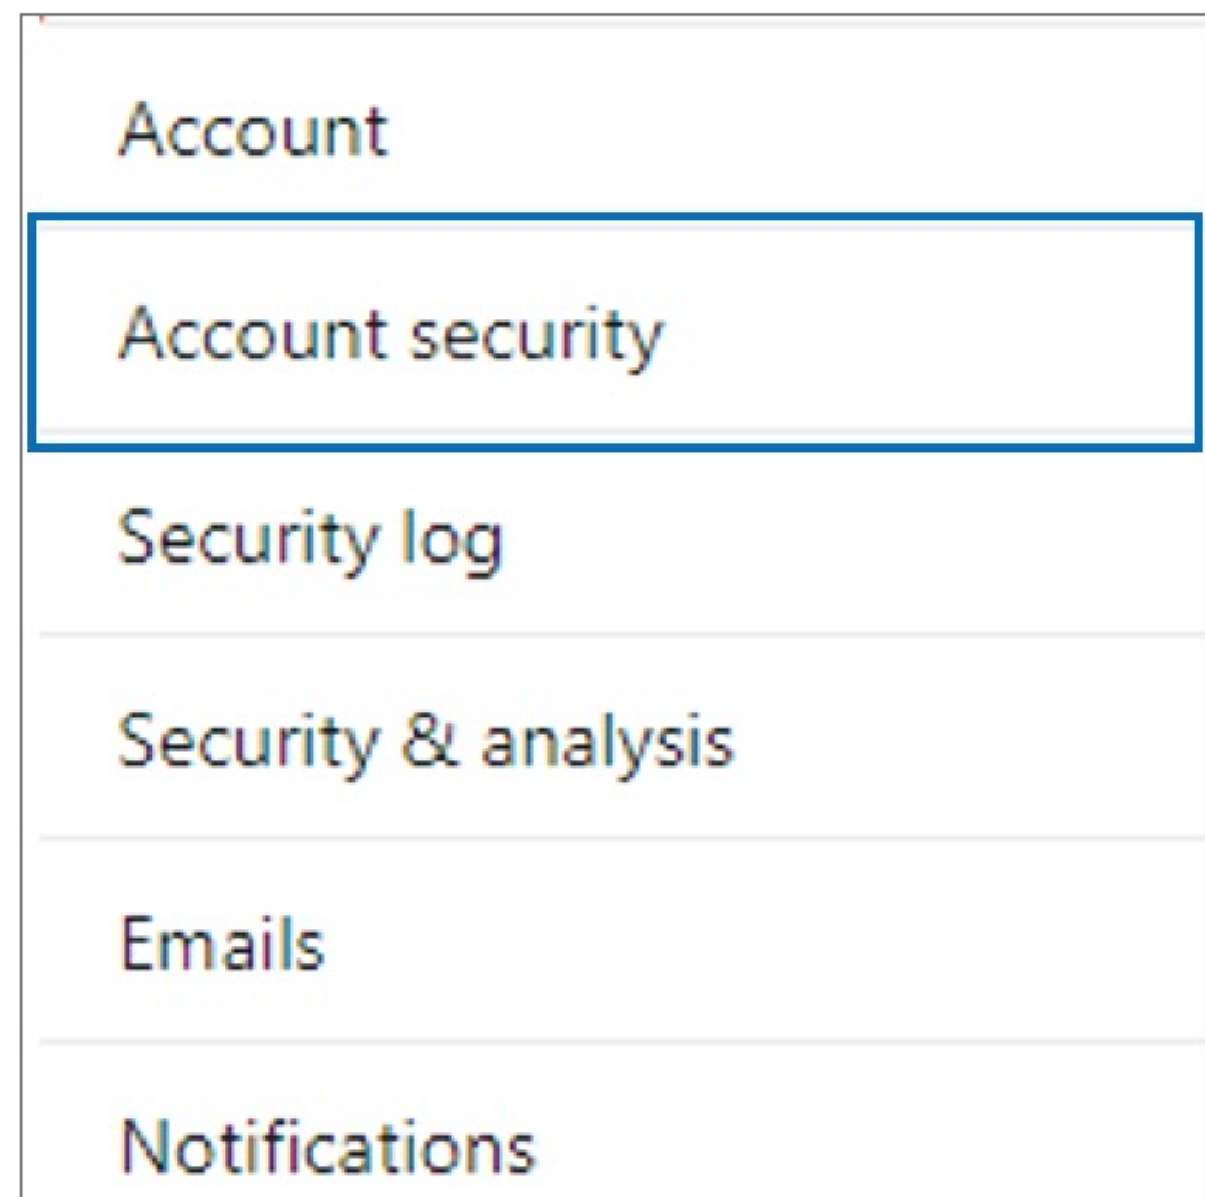 Account
Account security
Security log
Security & analysis
Emails
Notifications